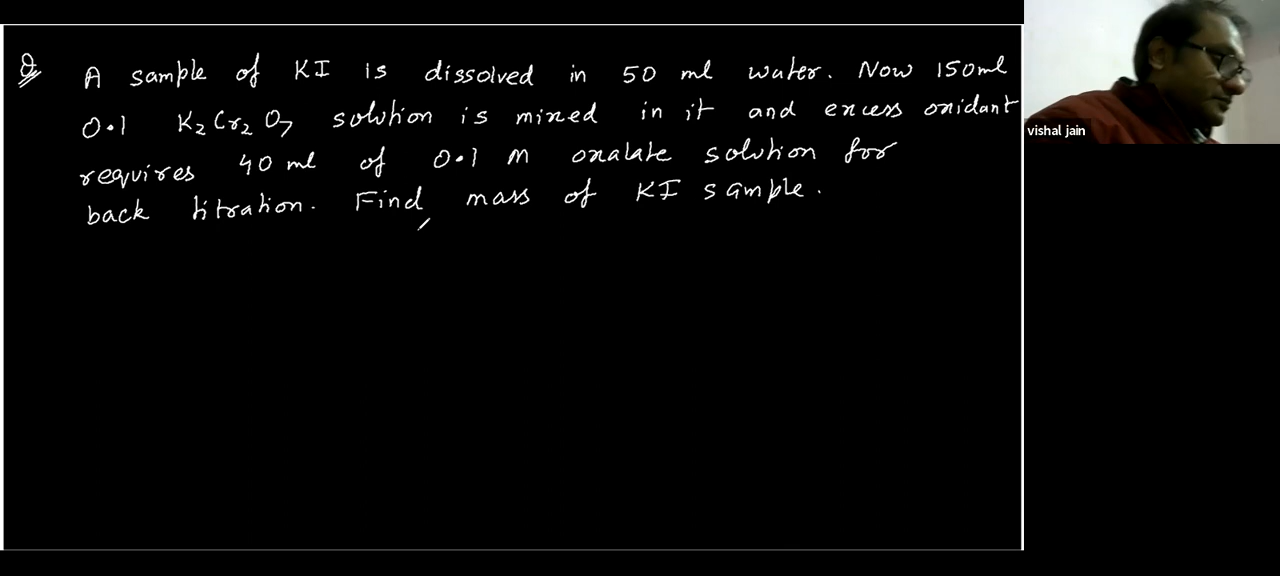 Q A sample of KI is dissolved in 50 ml water. Now 150ml
0.1 K2Cr2O7 solution is mixed in it and excess oxidant
requires 40 ml of 0.1 M oxalate solution for
back titration. Find mass of KI sample.
vishal jain